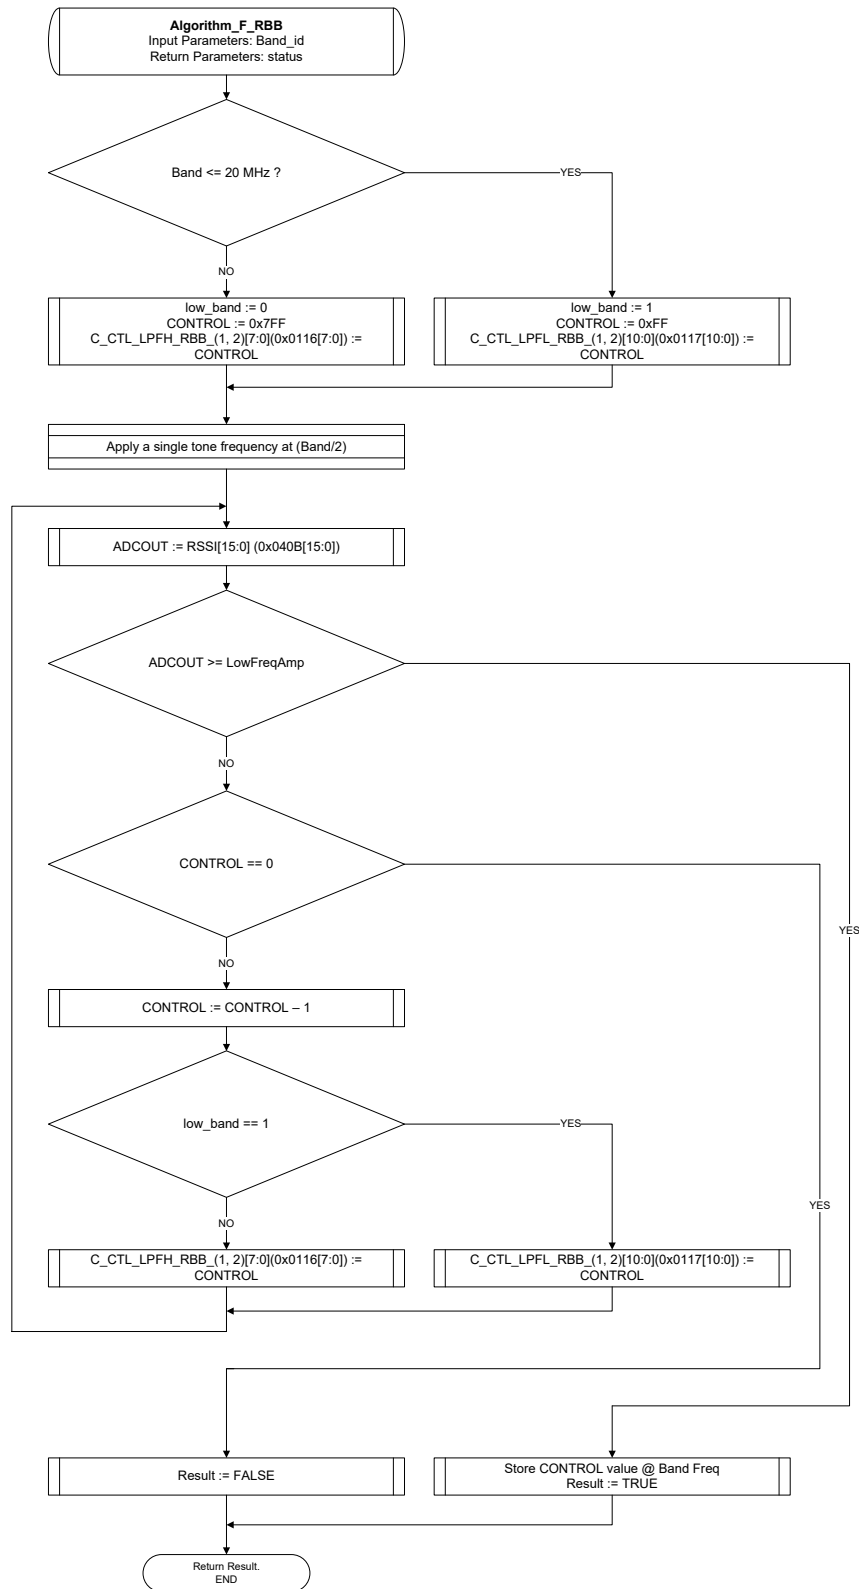 Algorithm_F_RBB
Input Parameters: Band_id
Return Parameters: status
Band <= 20 MHz ?
YES
NO
low_band := 0
CONTROL := 0x7FF
C_CTL_LPFH_RBB_(1, 2)[7:0](0x0116[7:0]) :=
CONTROL
low_band := 1
CONTROL := 0xFF
C_CTL_LPFL_RBB_(1, 2)[10:0](0x0117[10:0]) :=
CONTROL
Apply a single tone frequency at (Band/2)
ADCOUT := RSSI[15:0] (0x040B[15:0])
ADCOUT >= LowFreqAmp
NO
CONTROL == 0
YES
NO
CONTROL := CONTROL – 1
low_band == 1
YES
YES
NO
C_CTL_LPFH_RBB_(1, 2)[7:0](0x0116[7:0]) :=
CONTROL
C_CTL_LPFL_RBB_(1, 2)[10:0](0x0117[10:0]) :=
CONTROL
Result := FALSE
Store CONTROL value @ Band Freq
Result := TRUE
Return Result.
END